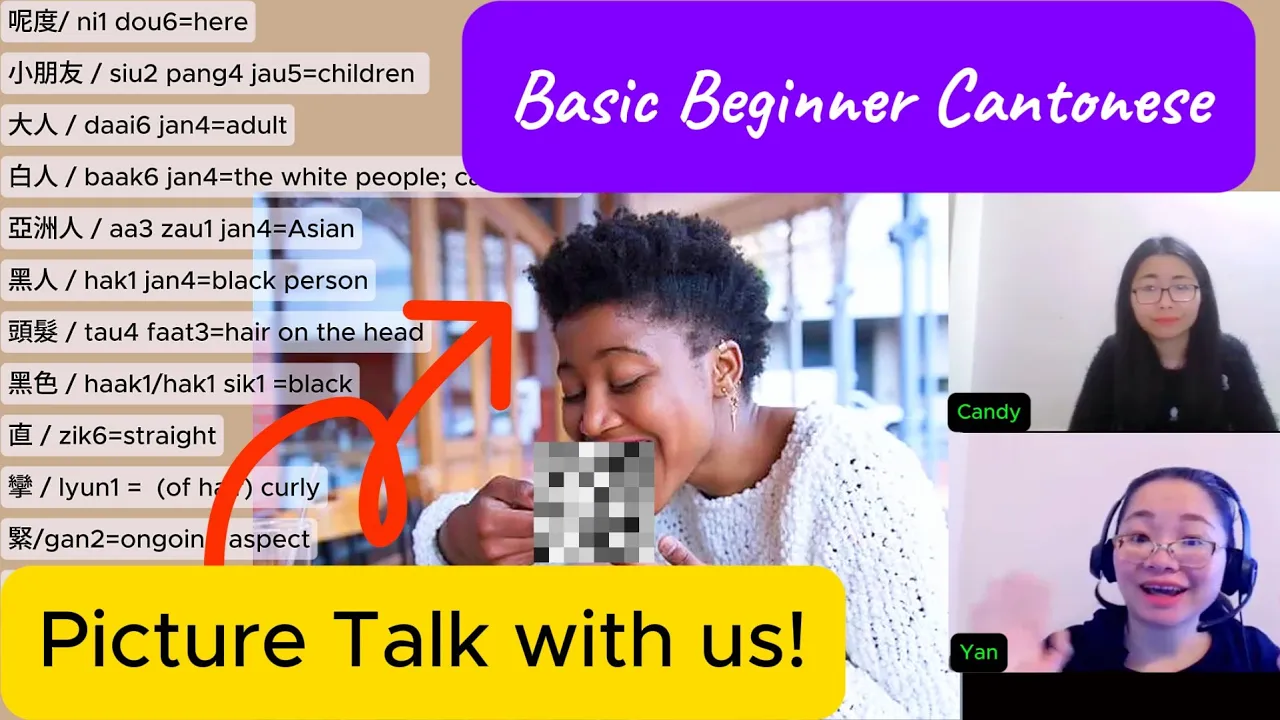 呢度/ ni1 dou6=here
小朋友 / siu2 pang4 jau5=children
大人 / daai6 jan4=adult
白人 / baak6 jan4=the white people;
亞洲人 / aa3 zau1 jan4=Asian
黑人 / hak1 jan4=black person
頭髮 / tau4 faat3=hair on the head
黑色 / haak1/hak1 sik1 =black
直 / zik6=straight
攣 / lyun1 = (of ) curly
緊/gan2=ongoing aspect
Basic Beginner Cantonese
Candy
Yan
Picture Talk with us!